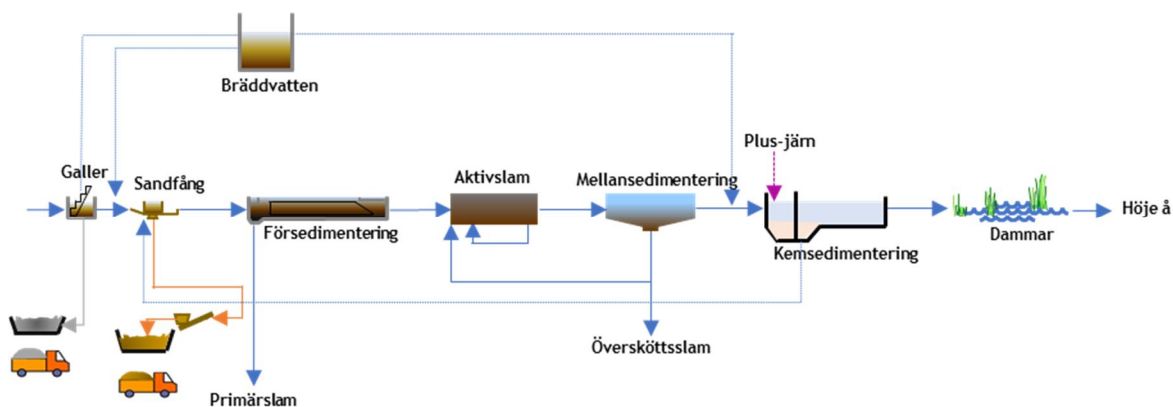 Bräddvatten
Plus-järn
Galler
Sandfång
Aktivslam
Mellansedimentering
Försedimentering
Kemsedimentering
Dammar
Höje å
Överskottsslam
Primärslam